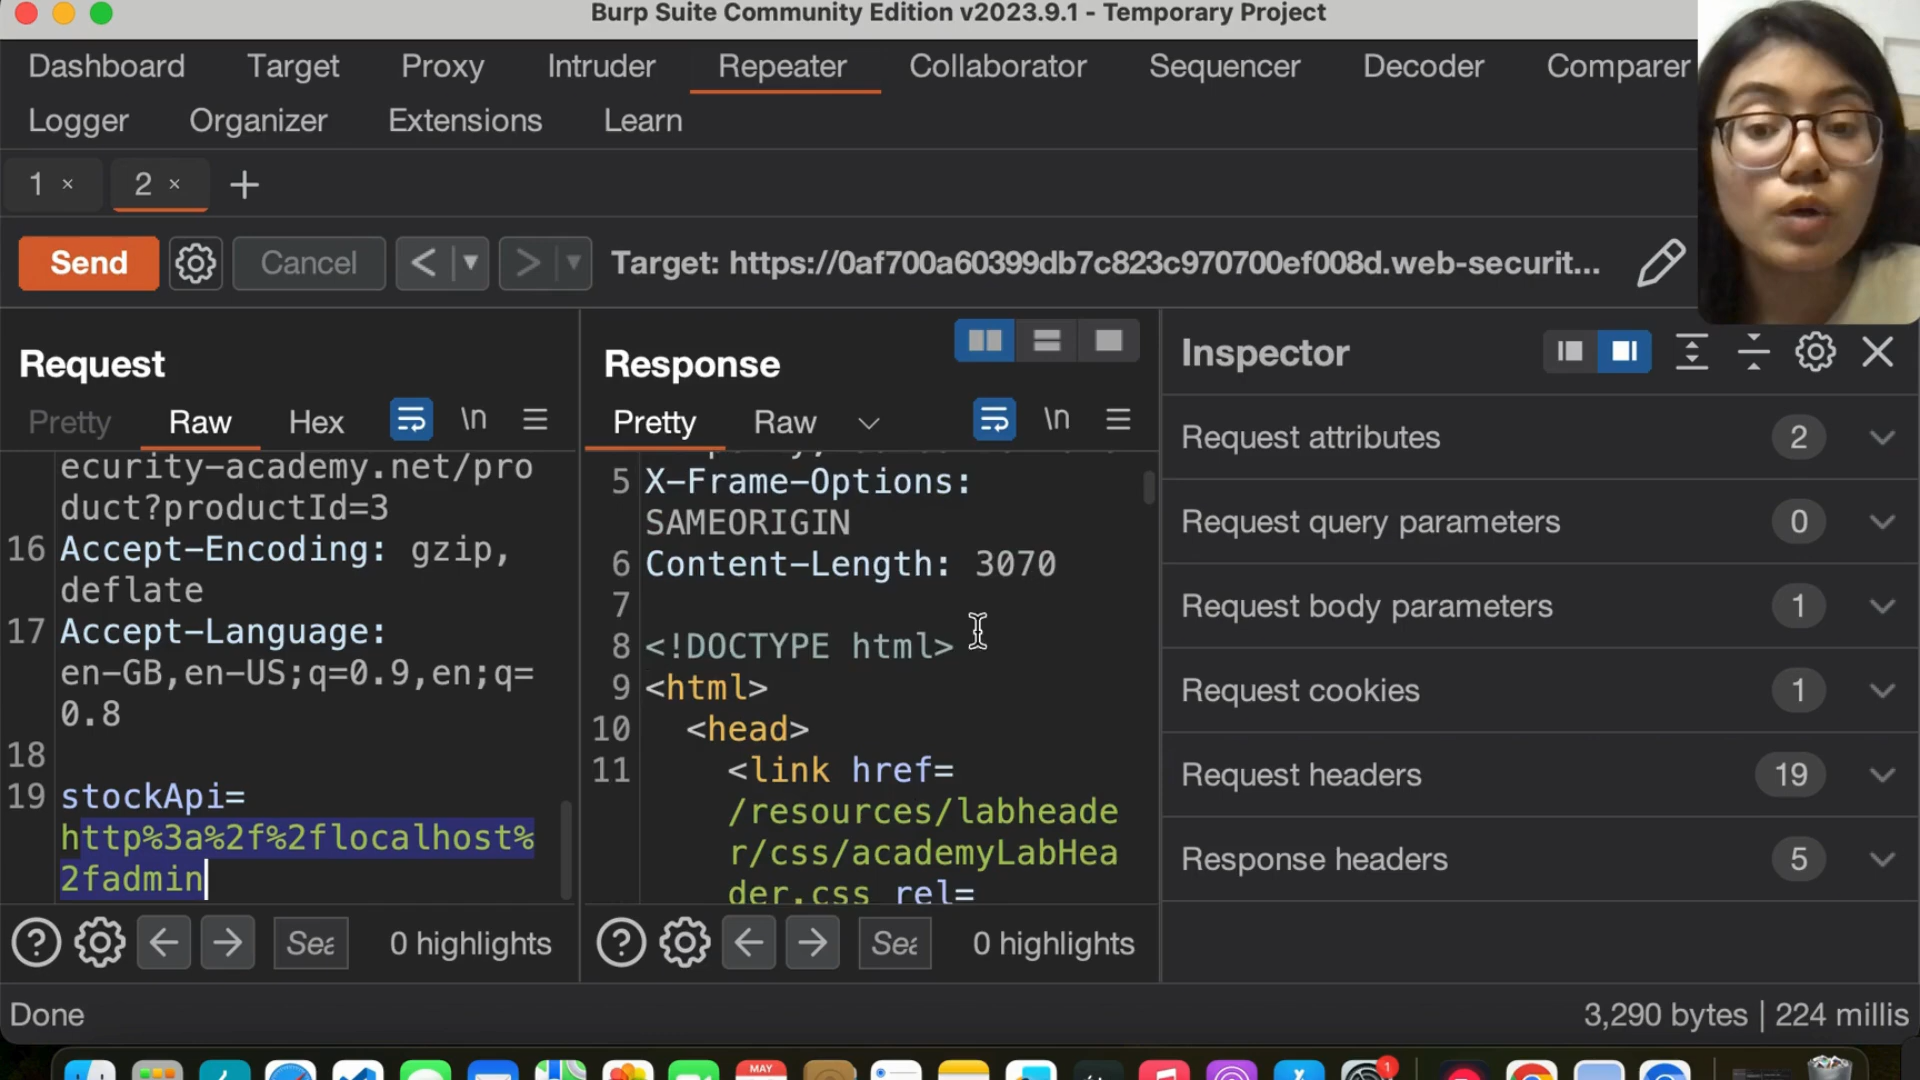 Burp Suite Community Edition v2023.9.1 - Temporary Project
Dashboard Target Proxy Intruder Repeater Collaborator Sequencer Decoder Comparer
Logger Organizer Extensions Learn
1 × 2 × +
Send Cancel < > Target: https://0af700a60399db7c823c970700ef008d.web-securit...
Request
Pretty Raw Hex \n
ecurity-academy.net/pro
duct?productId=3
16 Accept-Encoding: gzip,
deflate
17 Accept-Language:
en-GB,en-US;q=0.9,en;q=
0.8
18
19 stockApi=
http%3a%2f%2flocalhost%
2fadmin
? Sea 0 highlights
Response
Pretty Raw \n
5 X-Frame-Options:
SAMEORIGIN
6 Content-Length: 3070
7
8 <!DOCTYPE html>
9 <html>
10 <head>
11 <link href=
/resources/labheade
r/css/academyLabHea
der.css rel=
? Sea 0 highlights
Inspector
Request attributes 2
Request query parameters 0
Request body parameters 1
Request cookies 1
Request headers 19
Response headers 5
Done
3,290 bytes | 224 millis
MAY
1